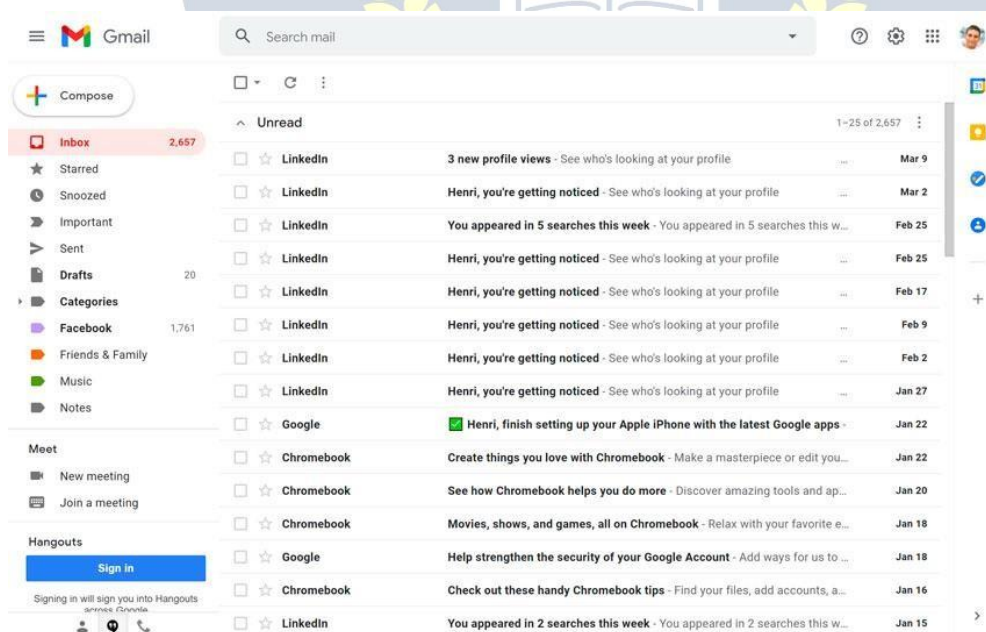 Gmail
Search mail
Compose
Inbox 2,657
Starred
Snoozed
Important
Sent
Drafts 20
Categories
Facebook 1,761
Friends & Family
Music
Notes
Meet
New meeting
Join a meeting
Hangouts
Sign in
Signing in will sign you into Hangouts
across Google
Unread 1–25 of 2,657
LinkedIn 3 new profile views - See who's looking at your profile ... Mar 9
LinkedIn Henri, you're getting noticed - See who's looking at your profile ... Mar 2
LinkedIn You appeared in 5 searches this week - You appeared in 5 searches this w... Feb 25
LinkedIn Henri, you're getting noticed - See who's looking at your profile ... Feb 25
LinkedIn Henri, you're getting noticed - See who's looking at your profile ... Feb 17
LinkedIn Henri, you're getting noticed - See who's looking at your profile ... Feb 9
LinkedIn Henri, you're getting noticed - See who's looking at your profile ... Feb 2
LinkedIn Henri, you're getting noticed - See who's looking at your profile ... Jan 27
Google ✅ Henri, finish setting up your Apple iPhone with the latest Google apps - Jan 22
Chromebook Create things you love with Chromebook - Make a masterpiece or edit you... Jan 22
Chromebook See how Chromebook helps you do more - Discover amazing tools and ap... Jan 20
Chromebook Movies, shows, and games, all on Chromebook - Relax with your favorite e... Jan 18
Google Help strengthen the security of your Google Account - Add ways for us to ... Jan 18
Chromebook Check out these handy Chromebook tips - Find your files, add accounts, a... Jan 16
LinkedIn You appeared in 2 searches this week - You appeared in 2 searches this w... Jan 15
31